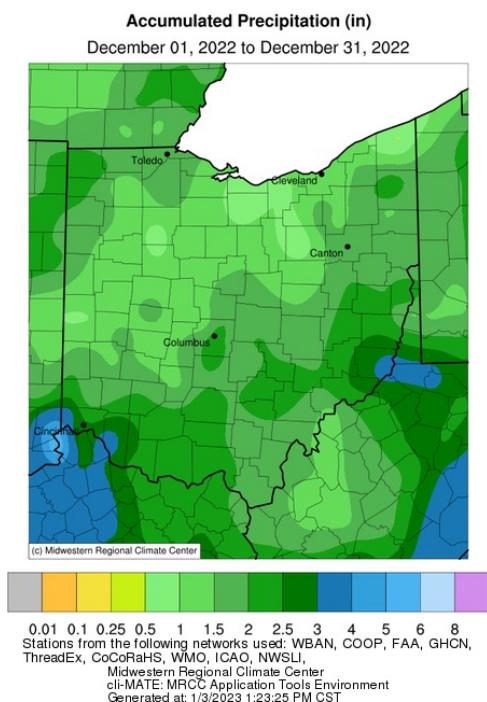 Accumulated Precipitation (in)
December 01, 2022 to December 31, 2022
Toledo
Cleveland
Canton
Columbus
Cincinnati
(c) Midwestern Regional Climate Center
0.01 0.1 0.25 0.5 1 1.5 2 2.5 3 4 5 6 8
Stations from the following networks used: WBAN, COOP, FAA, GHCN,
ThreadEx, CoCoRaHS, WMO, ICAO, NWSLI,
Midwestern Regional Climate Center
cli-MATE: MRCC Application Tools Environment
Generated at: 1/3/2023 1:23:25 PM CST